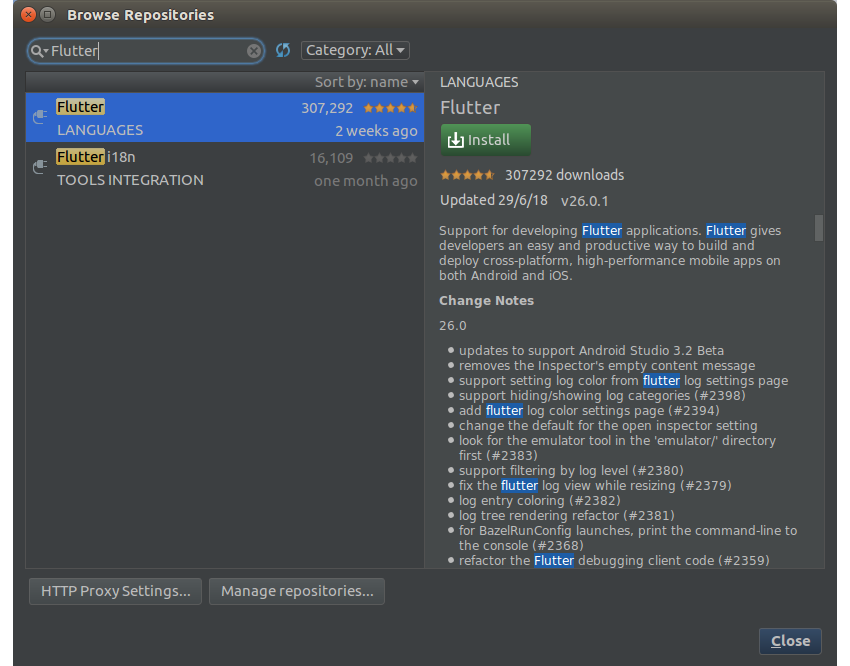 Browse Repositories
Flutter
Category: All
Sort by: name
Flutter 307,292
LANGUAGES 2 weeks ago
Flutter i18n 16,109
TOOLS INTEGRATION one month ago
LANGUAGES
Flutter
Install
307292 downloads
Updated 29/6/18 v26.0.1
Support for developing Flutter applications. Flutter gives
developers an easy and productive way to build and
deploy cross-platform, high-performance mobile apps on
both Android and iOS.
Change Notes
26.0
• updates to support Android Studio 3.2 Beta
• removes the Inspector's empty content message
• support setting log color from flutter log settings page
• support hiding/showing log categories (#2398)
• add flutter log color settings page (#2394)
• change the default for the open inspector setting
• look for the emulator tool in the 'emulator/' directory
first (#2383)
• support filtering by log level (#2380)
• fix the flutter log view while resizing (#2379)
• log entry coloring (#2382)
• log tree rendering refactor (#2381)
• for BazelRunConfig launches, print the command-line to
the console (#2368)
• refactor the Flutter debugging client code (#2359)
HTTP Proxy Settings...
Manage repositories...
Close